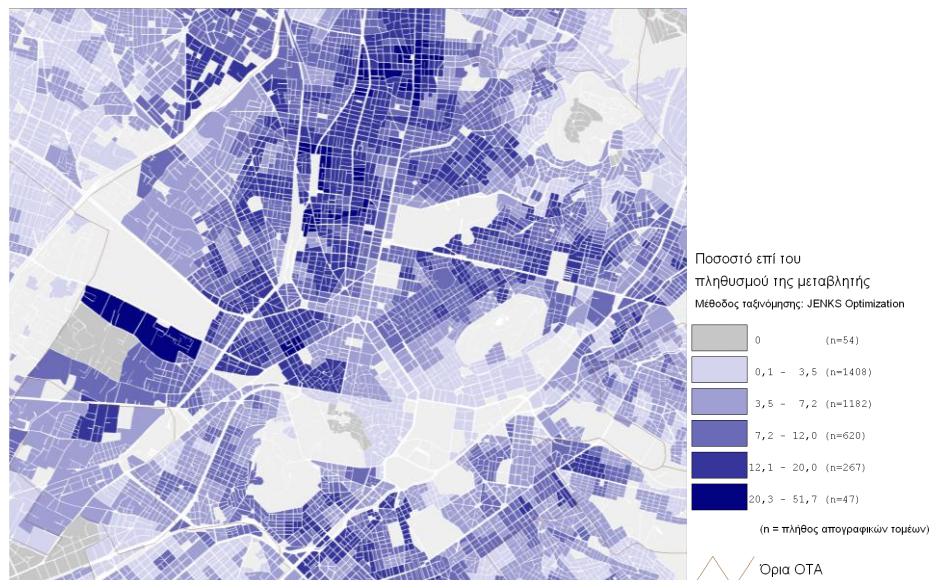 Ποσοστό επί του
πληθυσμού της μεταβλητής
Μέθοδος ταξινόμησης: JENKS Optimization
0 (n=54)
0,1 - 3,5 (n=1408)
3,5 - 7,2 (n=1182)
7,2 - 12,0 (n=620)
12,1 - 20,0 (n=267)
20,3 - 51,7 (n=47)
(n = πλήθος απογραφικών τομέων)
Όρια ΟΤΑ